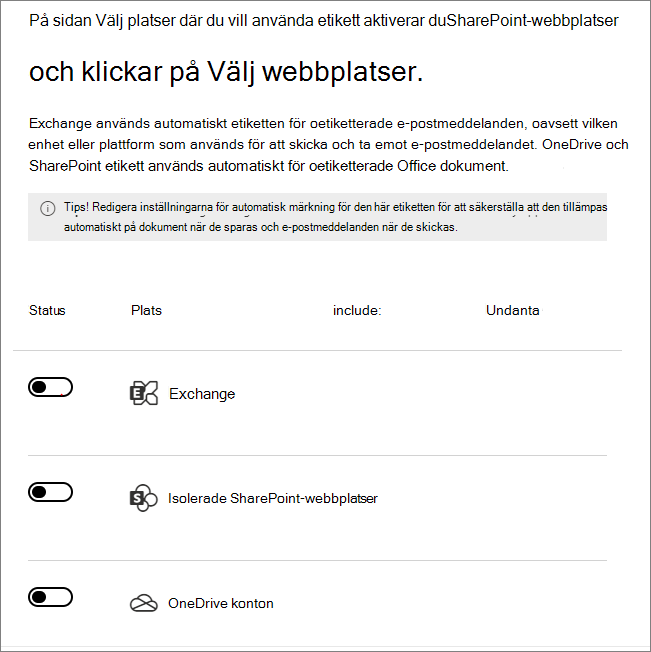 På sidan Välj platser där du vill använda etikett aktiverar duSharePoint-webbplatser
och klickar på Välj webbplatser.
Exchange används automatiskt etiketten för oetiketterade e-postmeddelanden, oavsett vilken
enhet eller plattform som används för att skicka och ta emot e-postmeddelandet. OneDrive och
SharePoint etikett används automatiskt för oetiketterade Office dokument.
Tips! Redigera inställningarna för automatisk märkning för den här etiketten för att säkerställa att den tillämpas
automatiskt på dokument när de sparas och e-postmeddelanden när de skickas.
Status Plats include: Undanta
Exchange
Isolerade SharePoint-webbplatser
OneDrive konton